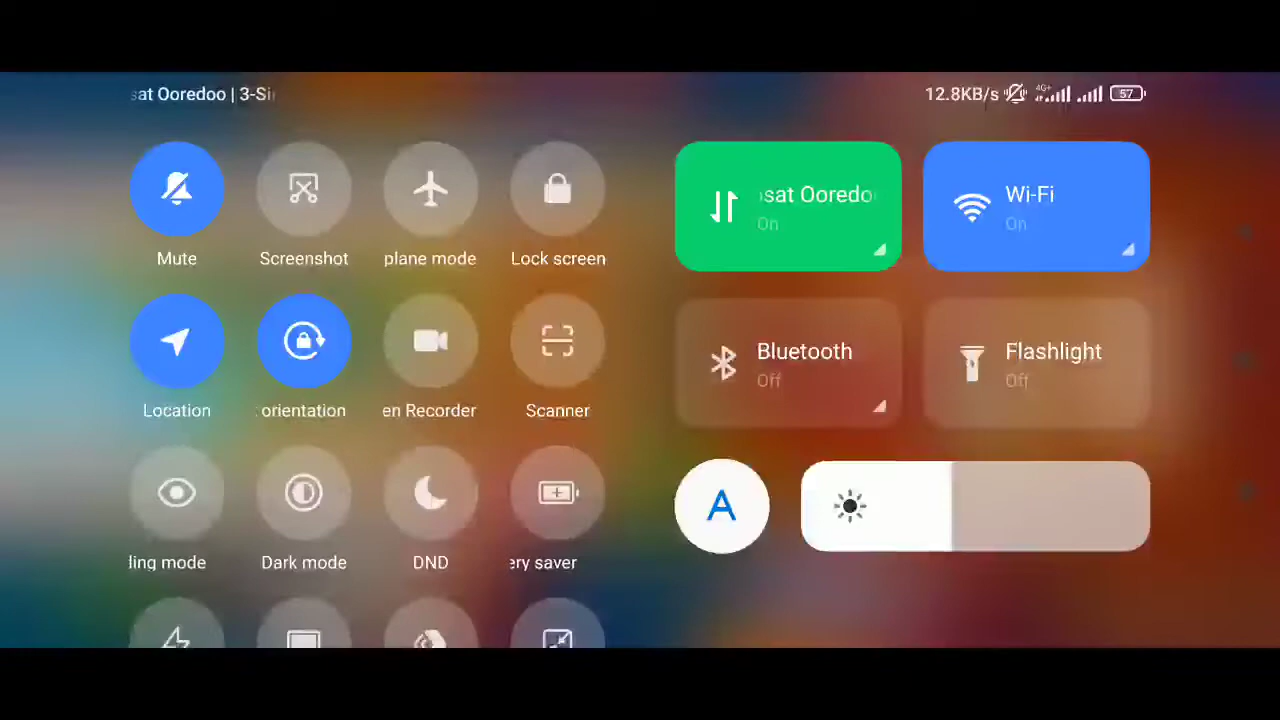 sat Ooredoo | 3-Si
12.8KB/s 4G+ 57
Mute Screenshot plane mode Lock screen
Location orientation en Recorder Scanner
ling mode Dark mode DND ery saver
sat Ooredo
On
Wi-Fi
On
Bluetooth
Off
Flashlight
Off
A